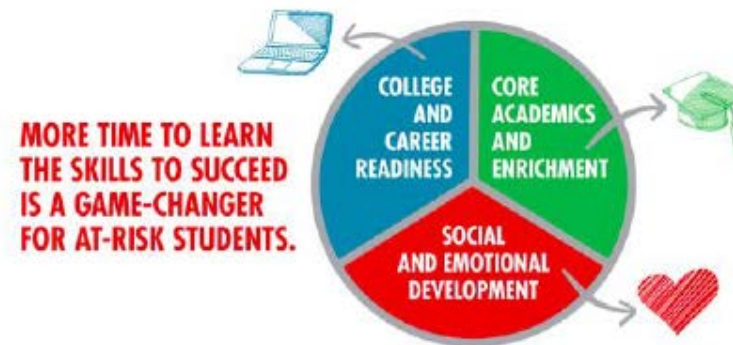 MORE TIME TO LEARN
THE SKILLS TO SUCCEED
IS A GAME-CHANGER
FOR AT-RISK STUDENTS.
COLLEGE
AND
CAREER
READINESS
CORE
ACADEMICS
AND
ENRICHMENT
SOCIAL
AND EMOTIONAL
DEVELOPMENT